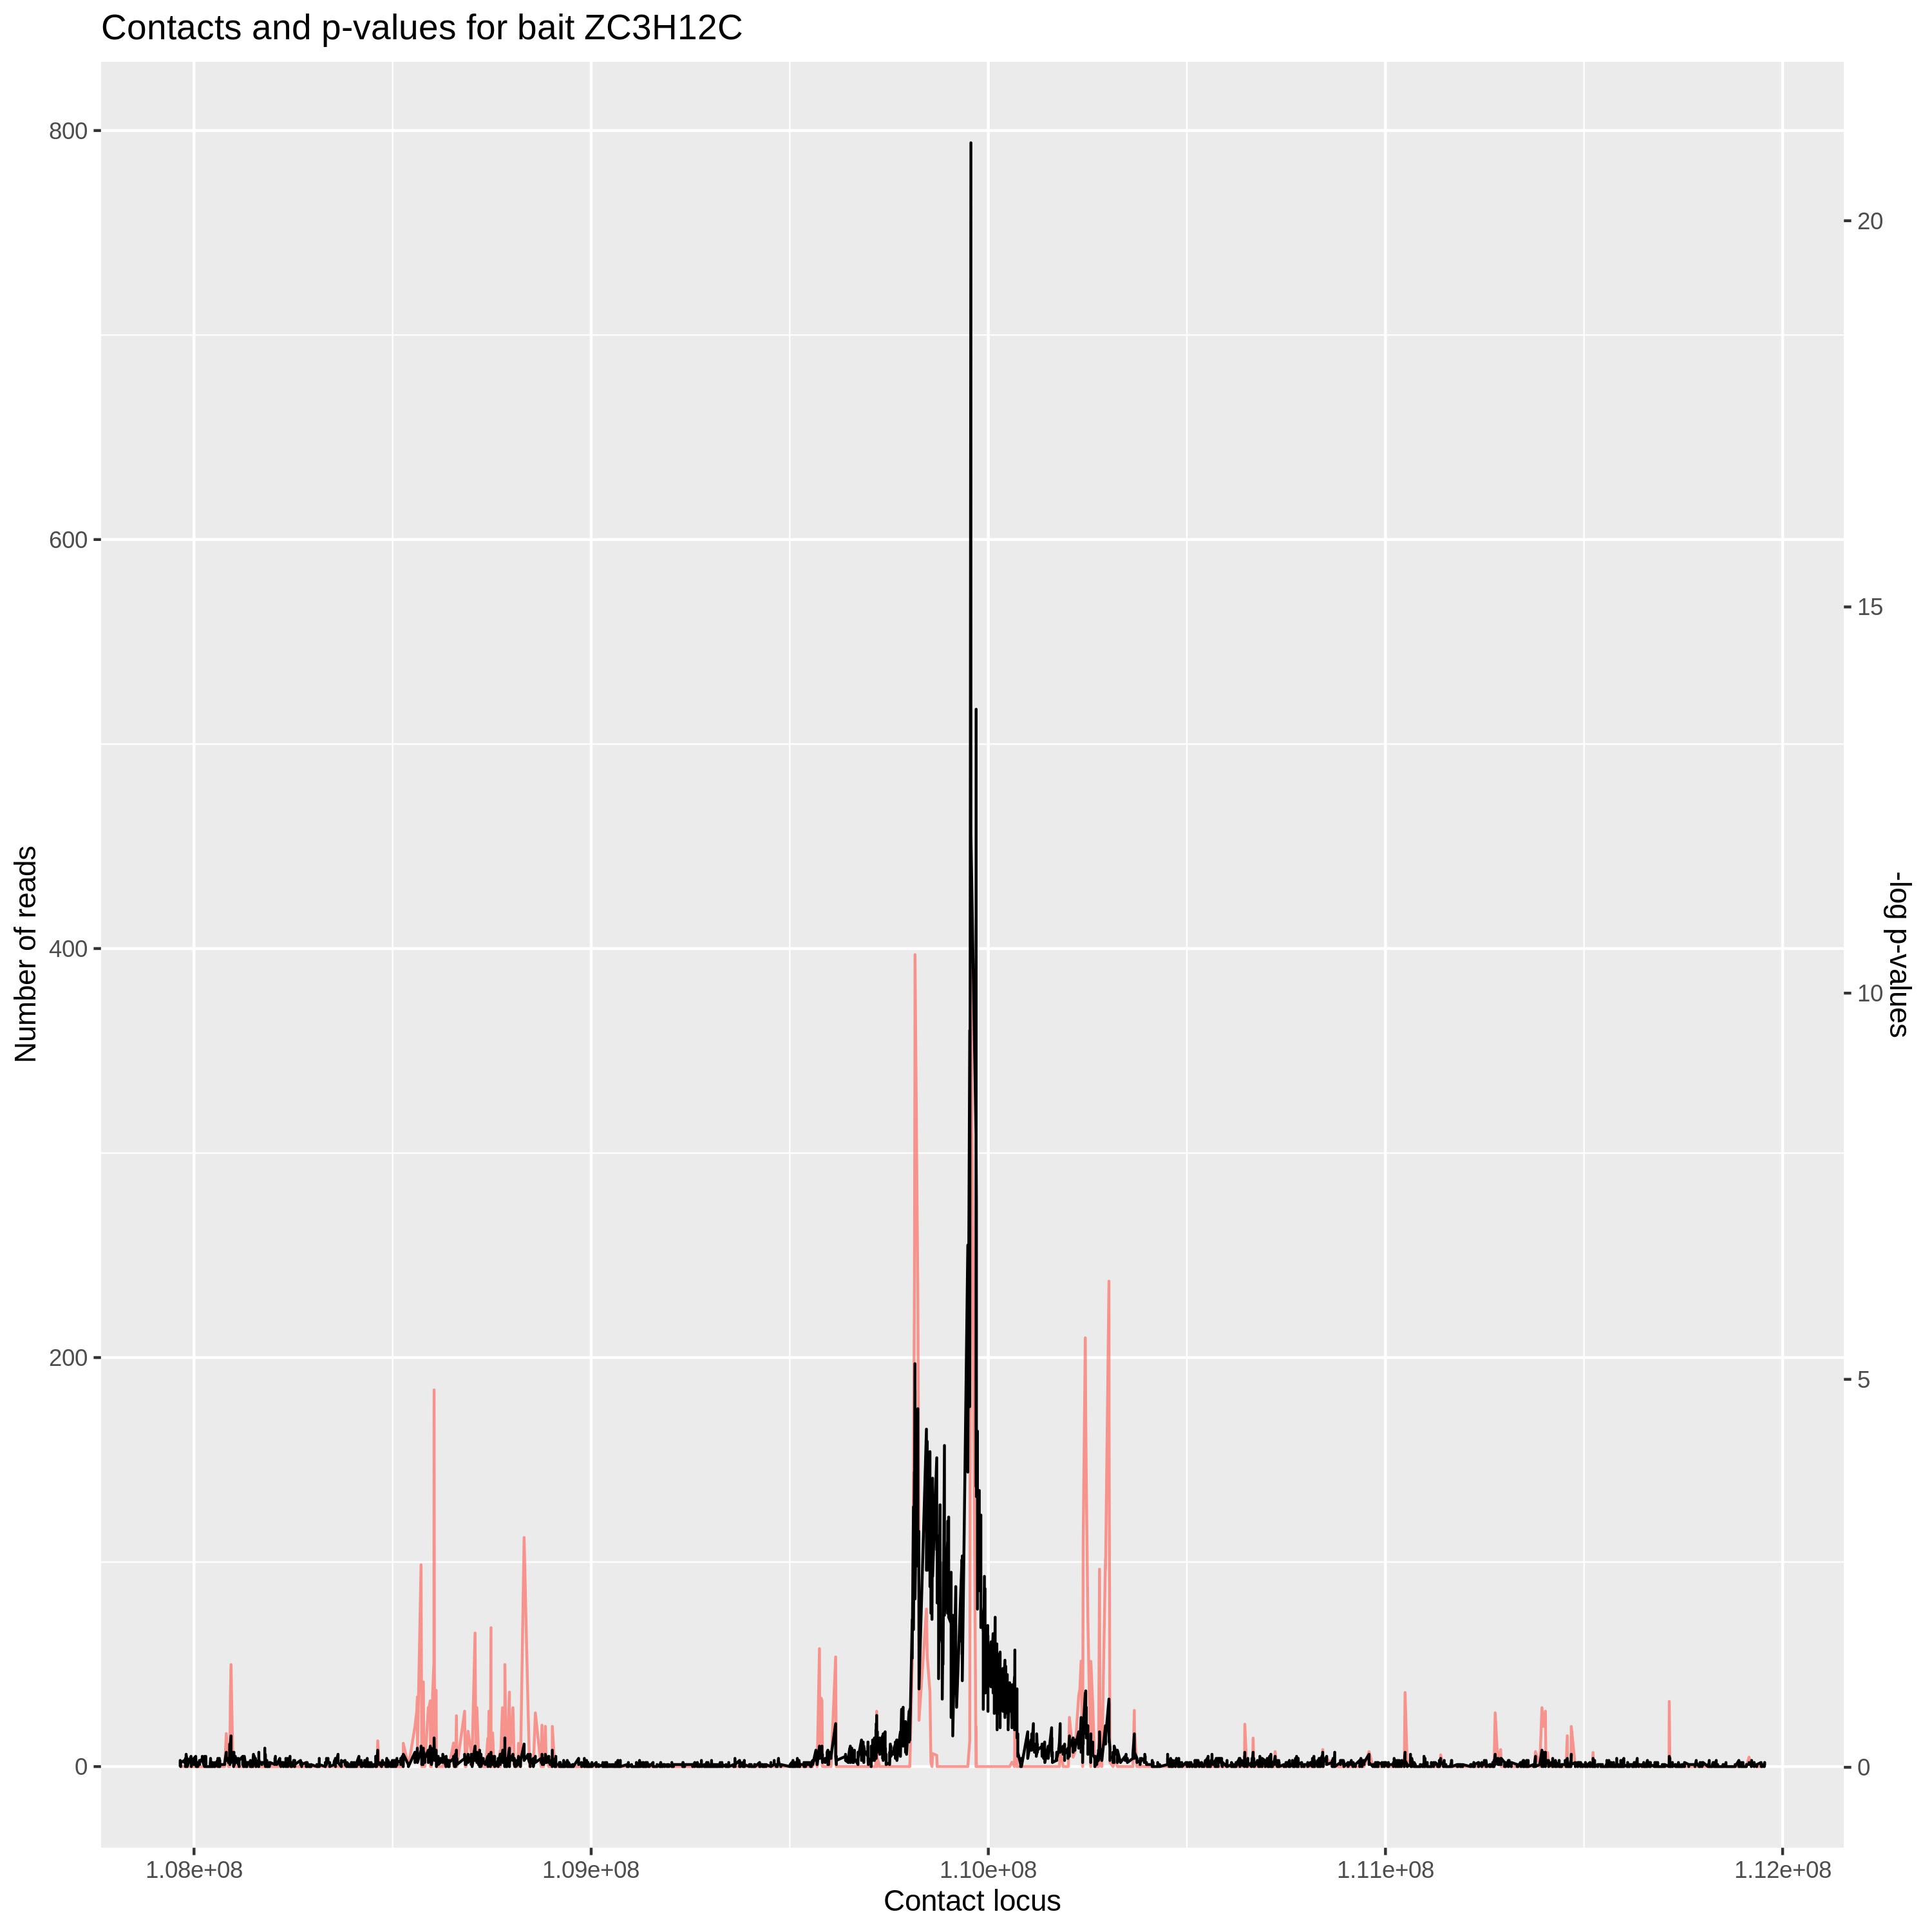 Contacts and p-values for bait ZC3H12C
800
600
400
200
0
Number of reads
20
15
10
5
0
-log p-values
1.08e+08 1.09e+08 1.10e+08 1.11e+08 1.12e+08
Contact locus